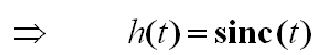 ⇒ h(t) = sinc(t)